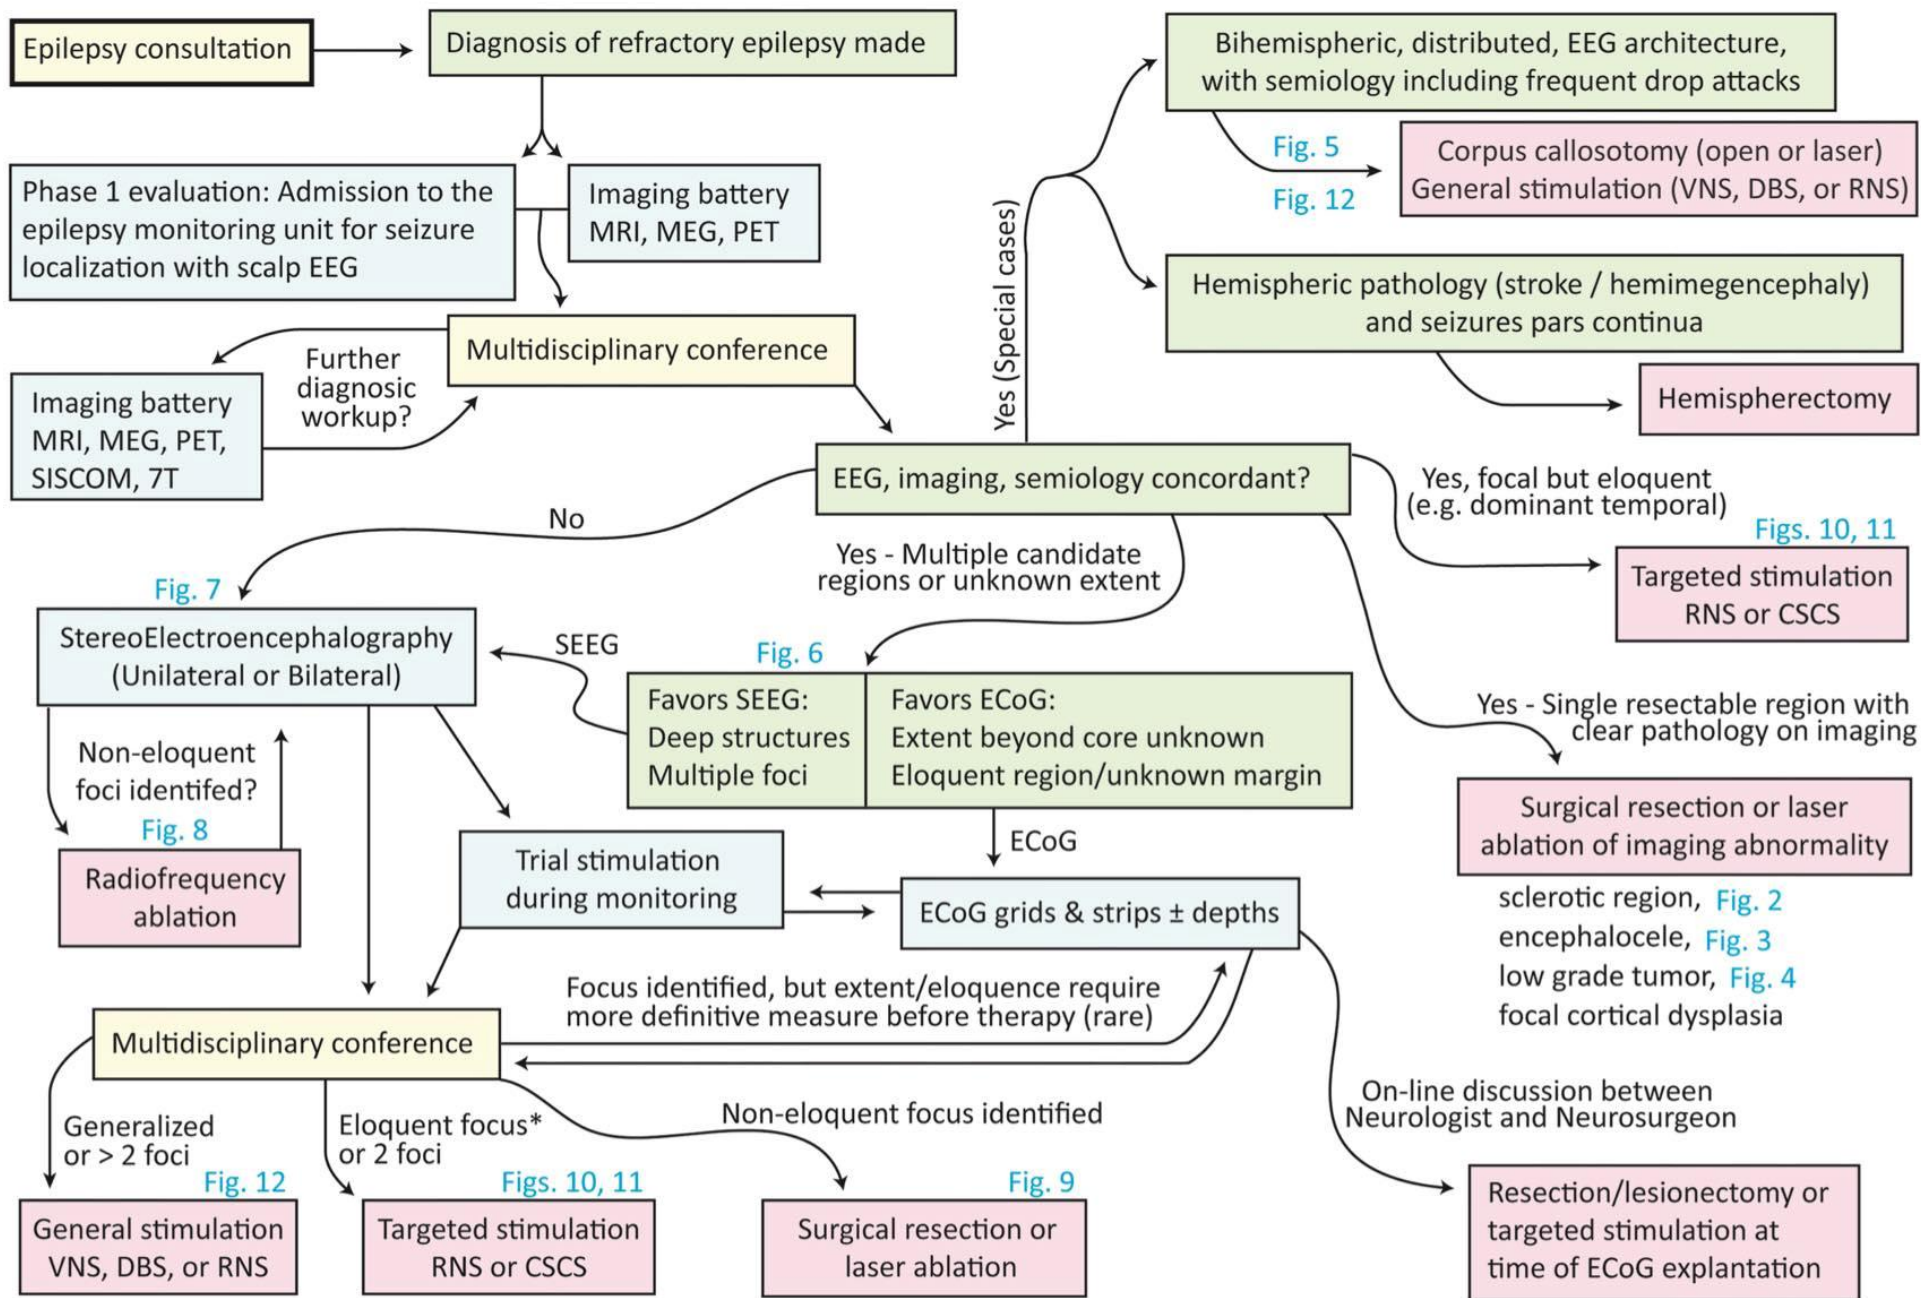 Epilepsy consultation
Diagnosis of refractory epilepsy made
Bihemispheric, distributed, EEG architecture,
with semiology including frequent drop attacks
Fig. 5
Fig. 12
Corpus callosotomy (open or laser)
General stimulation (VNS, DBS, or RNS)
Phase 1 evaluation: Admission to the
epilepsy monitoring unit for seizure
localization with scalp EEG
Imaging battery
MRI, MEG, PET
Yes (Special cases)
Hemispheric pathology (stroke / hemimegencephaly)
and seizures pars continua
Hemispherectomy
Multidisciplinary conference
Further
diagnosic
workup?
Imaging battery
MRI, MEG, PET,
SISCOM, 7T
EEG, imaging, semiology concordant?
Yes, focal but eloquent
(e.g. dominant temporal)
Figs. 10, 11
Targeted stimulation
RNS or CSCS
No
Yes - Multiple candidate
regions or unknown extent
Fig. 7
StereoElectroencephalography
(Unilateral or Bilateral)
SEEG
Fig. 6
Favors SEEG:
Deep structures
Multiple foci
Favors ECoG:
Extent beyond core unknown
Eloquent region/unknown margin
Yes - Single resectable region with
clear pathology on imaging
Surgical resection or laser
ablation of imaging abnormality
sclerotic region, Fig. 2
encephalocele, Fig. 3
low grade tumor, Fig. 4
focal cortical dysplasia
Non-eloquent
foci identifed?
Fig. 8
Radiofrequency
ablation
Trial stimulation
during monitoring
ECoG
ECoG grids & strips ± depths
Focus identified, but extent/eloquence require
more definitive measure before therapy (rare)
Multidisciplinary conference
On-line discussion between
Neurologist and Neurosurgeon
Generalized
or > 2 foci
Fig. 12
General stimulation
VNS, DBS, or RNS
Eloquent focus*
or 2 foci
Figs. 10, 11
Targeted stimulation
RNS or CSCS
Non-eloquent focus identified
Fig. 9
Surgical resection or
laser ablation
Resection/lesionectomy or
targeted stimulation at
time of ECoG explantation